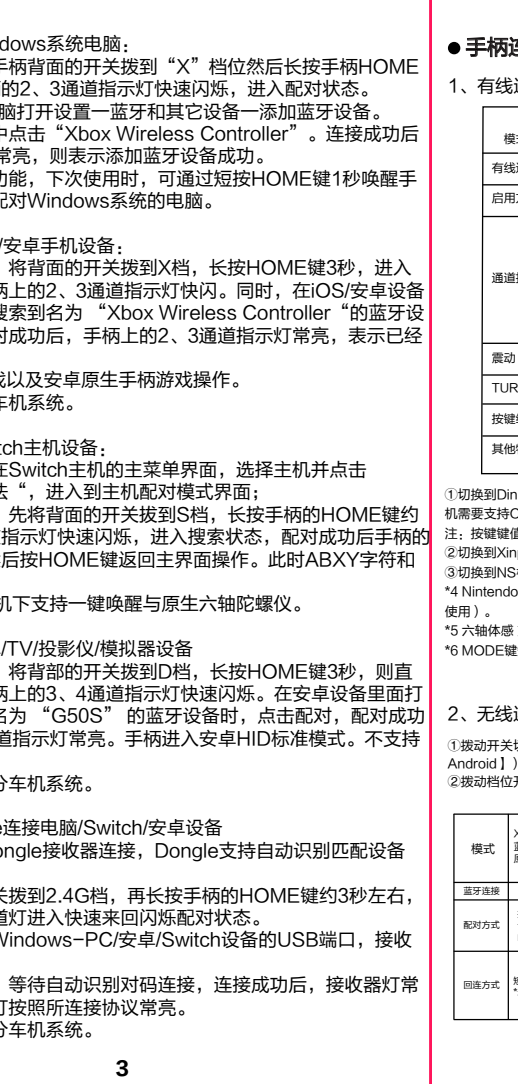 dows系统电脑：
手柄背面的开关拨到“X”档位然后长按手柄HOME
的2、3通道指示灯快速闪烁，进入配对状态。
脑打开设置一蓝牙和其它设备一添加蓝牙设备。
中点击“Xbox Wireless Controller”。连接成功后
常亮，则表示添加蓝牙设备成功。
功能，下次使用时，可通过短按HOME键1秒唤醒手
配对Windows系统的电脑。
/安卓手机设备：
将背面的开关拨到X档，长按HOME键3秒，进入
柄上的2、3通道指示灯快闪。同时，在iOS/安卓设备
搜索到名为 “Xbox Wireless Controller“的蓝牙设
对成功后，手柄上的2、3通道指示灯常亮，表示已经
戏以及安卓原生手柄游戏操作。
车机系统。
tch主机设备：
在Switch主机的主菜单界面，选择主机并点击
法“，进入到主机配对模式界面；
先将背面的开关拔到S档，长按手柄的HOME键约
指示灯快速闪烁，进入搜索状态，配对成功后手柄的
后按HOME键返回主界面操作。此时ABXY字符和
机下支持一键唤醒与原生六轴陀螺仪。
/TV/投影仪/模拟器设备
将背部的开关拨到D档，长按HOME键3秒，则直
柄上的3、4通道指示灯快速闪烁。在安卓设备里面打
名为 “G50S” 的蓝牙设备时，点击配对，配对成功
道指示灯常亮。手柄进入安卓HID标准模式。不支持
分车机系统。
e连接电脑/Switch/安卓设备
ongle接收器连接，Dongle支持自动识别匹配设备
关拨到2.4G档，再长按手柄的HOME键约3秒左右，
道灯进入快速来回闪烁配对状态。
Windows-PC/安卓/Switch设备的USB端口，接收
等待自动识别对码连接，连接成功后，接收器灯常
灯按照所连接协议常亮。
分车机系统。
3
●手柄连
1、有线连
模
有线连
启用方
通道指
震动
TUR
按键编
其他特
①切换到Din
机需要支持C
注：按键键值
②切换到Xin
③切换到NS
*4 Nintendo
使用）。
*5 六轴体感
*6 MODE键
2、无线连
①拨动开关切
Android】)
②拨动档位开
模式
X
蓝
原
蓝牙连接
配对方式
回连方式
短